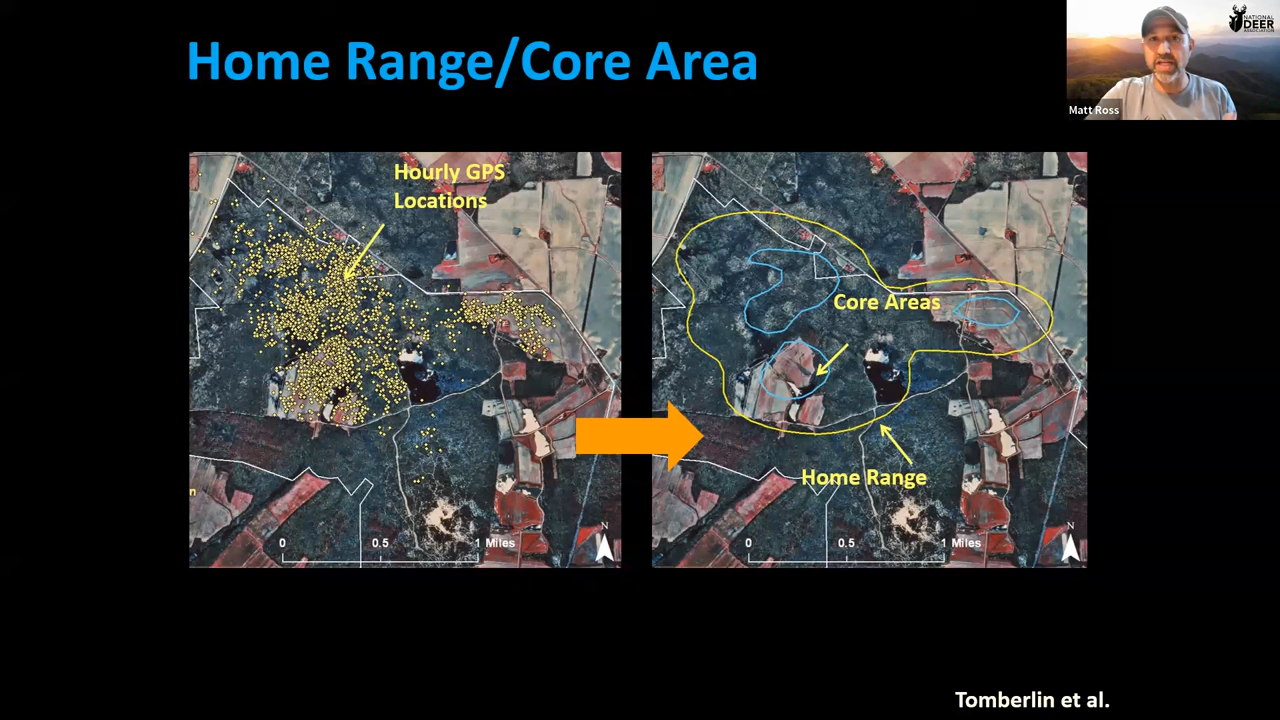 Home Range/Core Area
NATIONAL
DEER
ASSOCIATION
Matt Ross
Hourly GPS
Locations
n
N
0 0.5 1 Miles
Core Areas
Home Range
N
0 0.5 1 Miles
Tomberlin et al.